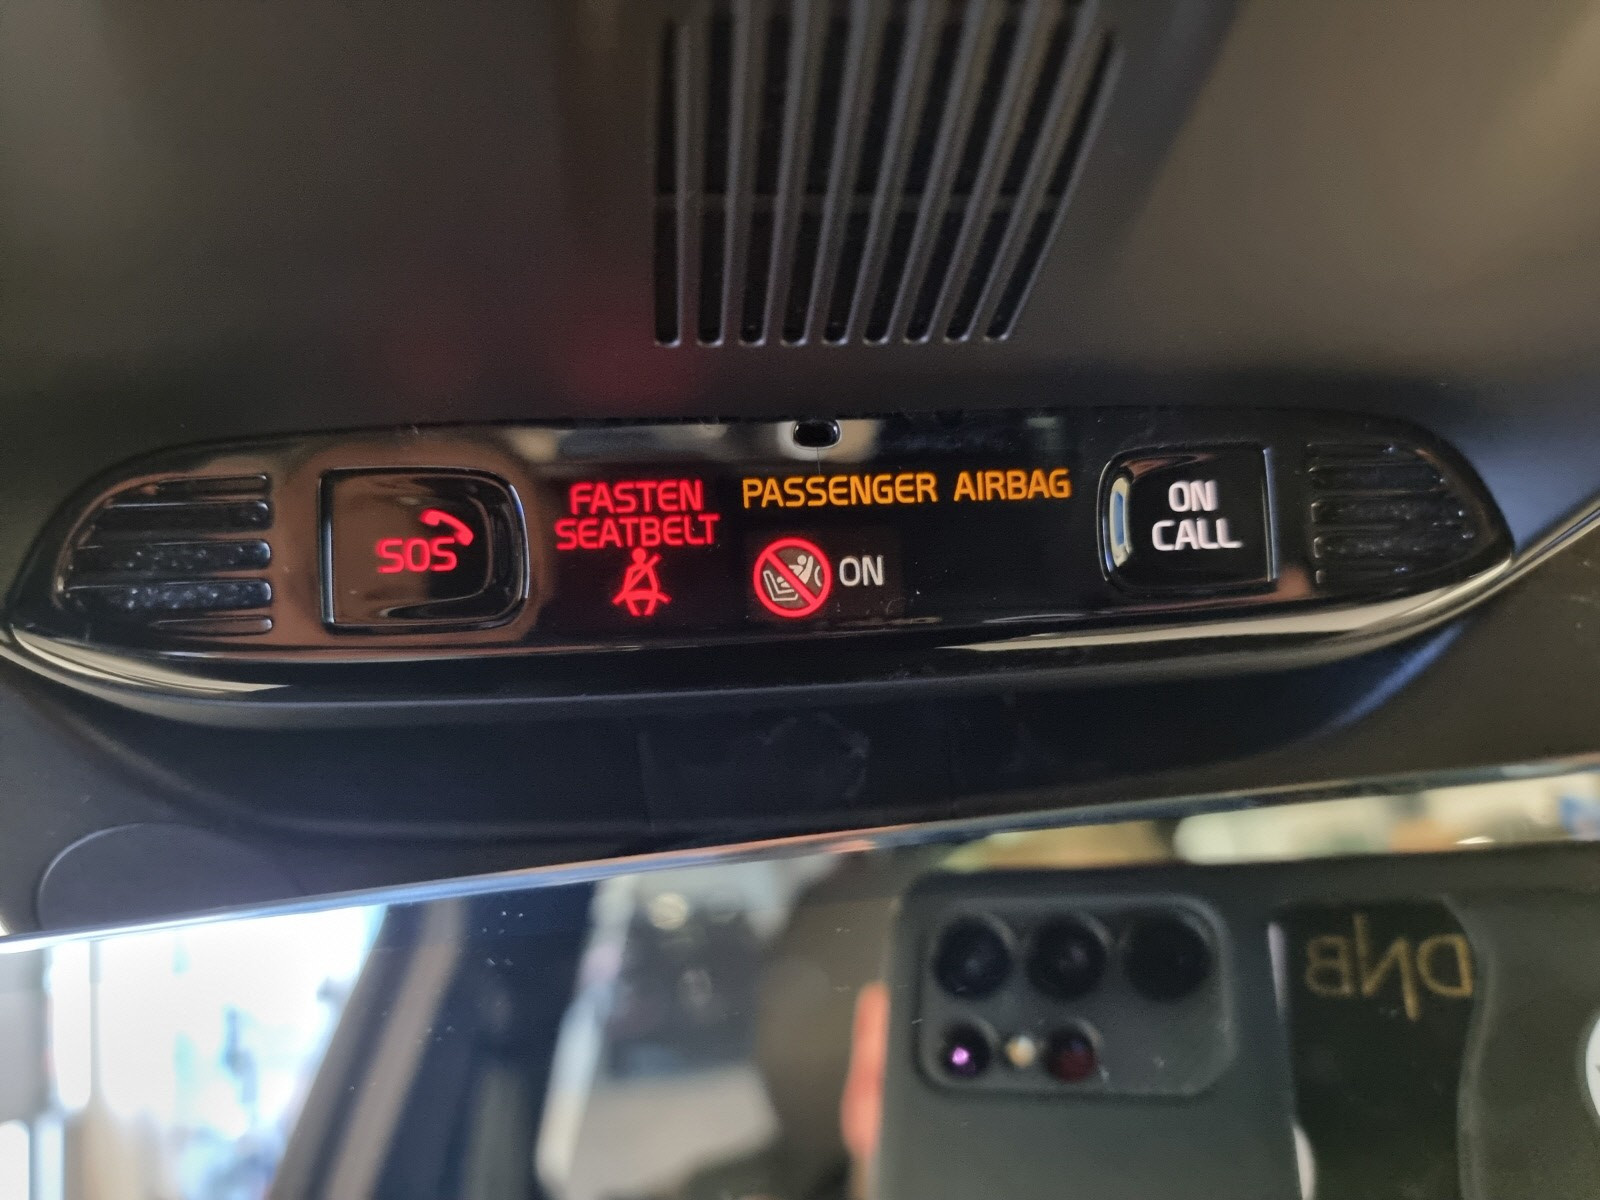 SOS
FASTEN
SEATBELT
PASSENGER AIRBAG
ON
ON
CALL
DNB